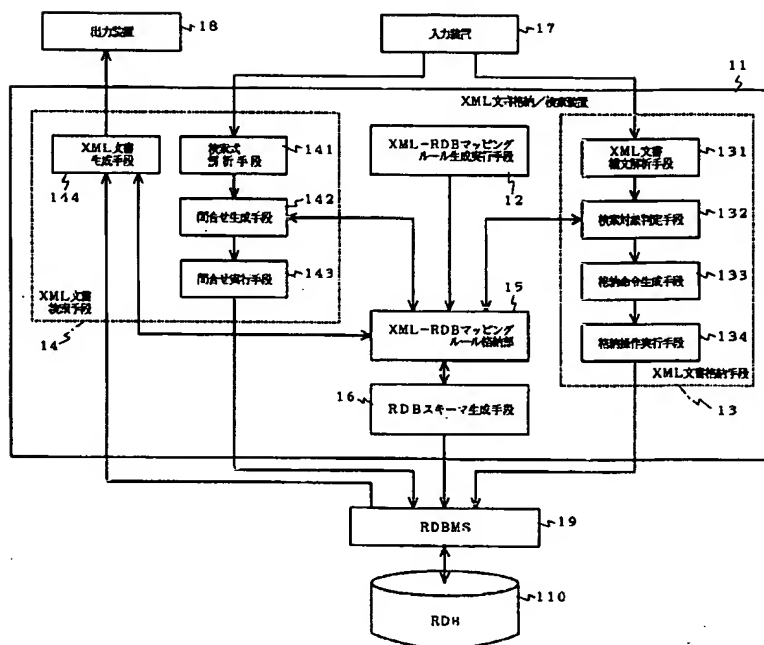 18
出力装置
入力装置
17
11
XML文書格納/検索装置
XML文書
生成手段
144
検索式
解析手段
141
XML-RDBマッピング
ルール生成実行手段
12
XML文書
構文解析手段
131
問合せ生成手段
142
検索対象判定手段
132
問合せ実行手段
143
格納命令生成手段
133
XML文書
検索手段
14
15
XML-RDBマッピング
ルール格納部
格納操作実行手段
134
XML文書格納手段
13
16
RDBスキーマ生成手段
RDBMS
19
RDB
110